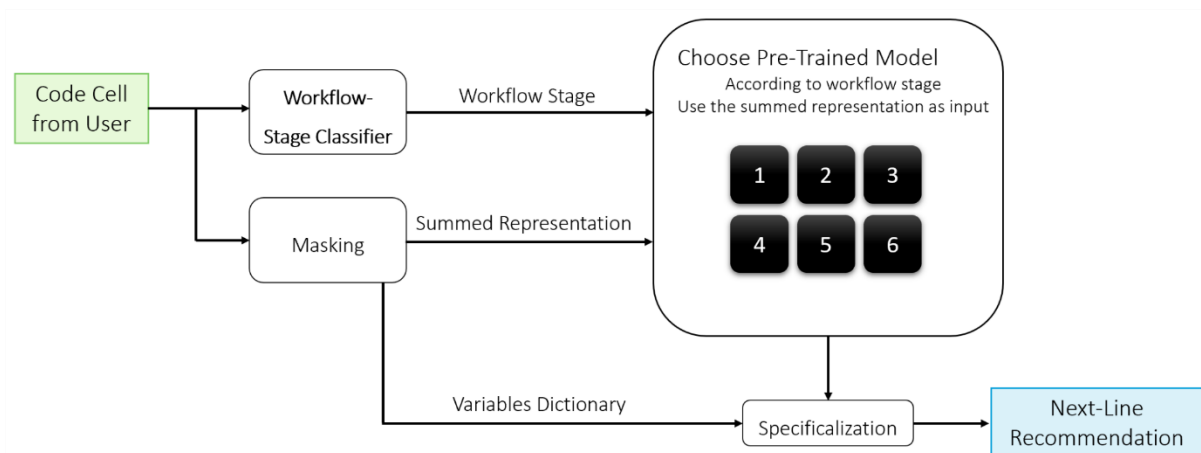 Code Cell
from User
Workflow-
Stage Classifier
Workflow Stage
Masking
Summed Representation
Choose Pre-Trained Model
According to workflow stage
Use the summed representation as input
1 2 3
4 5 6
Variables Dictionary
Specificalization
Next-Line
Recommendation